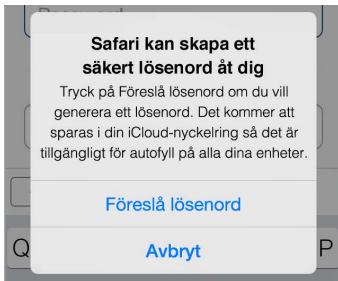 Password
Safari kan skapa ett
säkert lösenord åt dig
Tryck på Föreslå lösenord om du vill
generera ett lösenord. Det kommer att
sparas i din iCloud-nyckelring så det är
tillgängligt för autofyll på alla dina enheter.
Föreslå lösenord
Q P
Avbryt